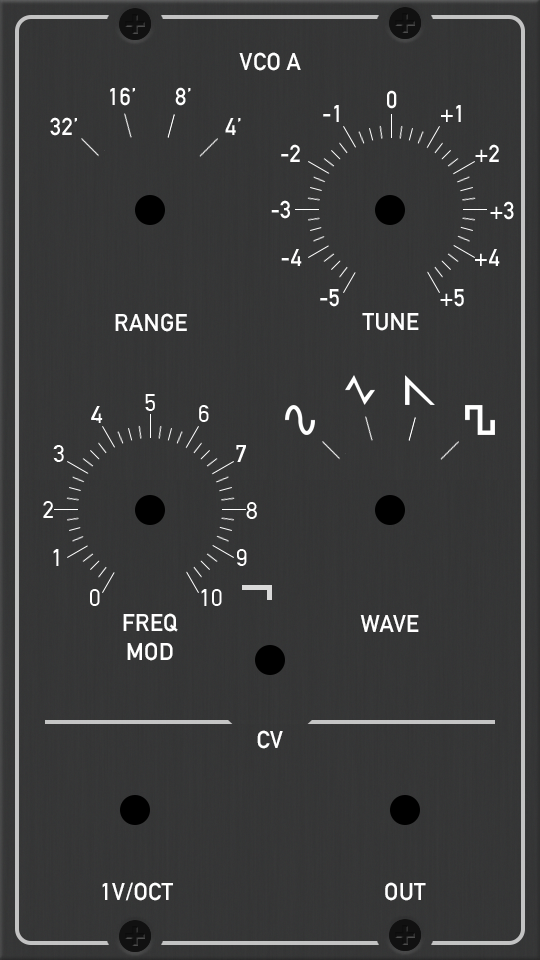 VCO A
32' 16' 8' 4'
RANGE
-5 -4 -3 -2 -1 0 +1 +2 +3 +4 +5
TUNE
0 1 2 3 4 5 6 7 8 9 10
FREQ
MOD
WAVE
CV
1V/OCT
OUT